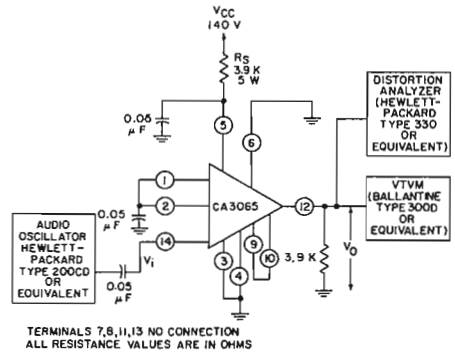 VCC
140 V
RS
3.9 K
5 W
0.05
μF
5
6
DISTORTION
ANALYZER
(HEWLETT-
PACKARD
TYPE 330
OR
EQUIVALENT)
1
2
CA3065
12
VTVM
(BALLANTINE
TYPE 300D
OR
EQUIVALENT)
0.05
μF
14
AUDIO
OSCILLATOR
HEWLETT-
PACKARD
TYPE 200CD
OR
EQUIVALENT
Vi
0.05
μF
3
4
9
10
3.9 K
VO
TERMINALS 7,8,11,13 NO CONNECTION
ALL RESISTANCE VALUES ARE IN OHMS